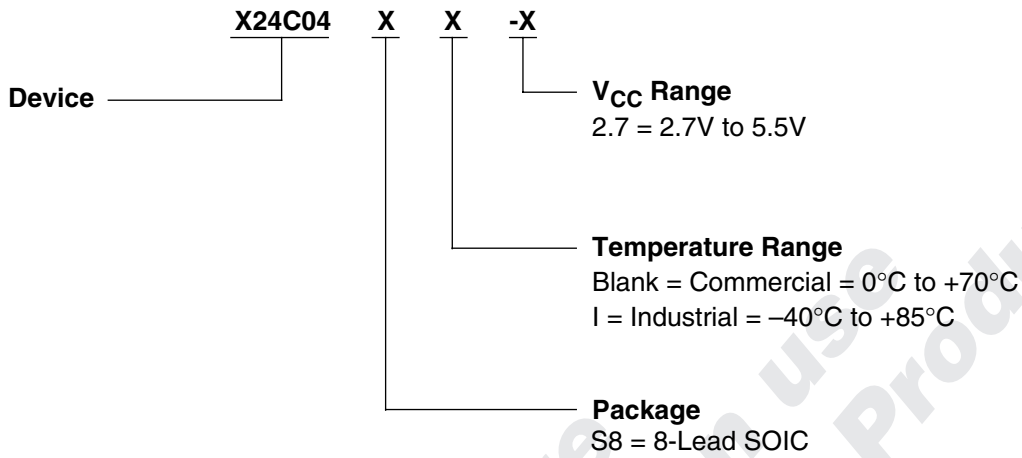 X24C04 X X -X
Device
VCC Range
2.7 = 2.7V to 5.5V
Temperature Range
Blank = Commercial = 0°C to +70°C
I = Industrial = –40°C to +85°C
Package
S8 = 8-Lead SOIC
use